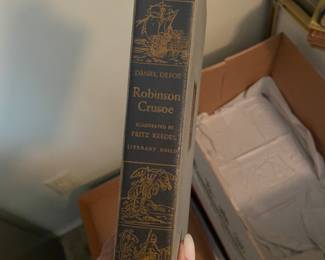 DANIEL DEFOE
Robinson
Crusoe
ILLUSTRATED BY
FRITZ KREDEL
LITERARY GUILD